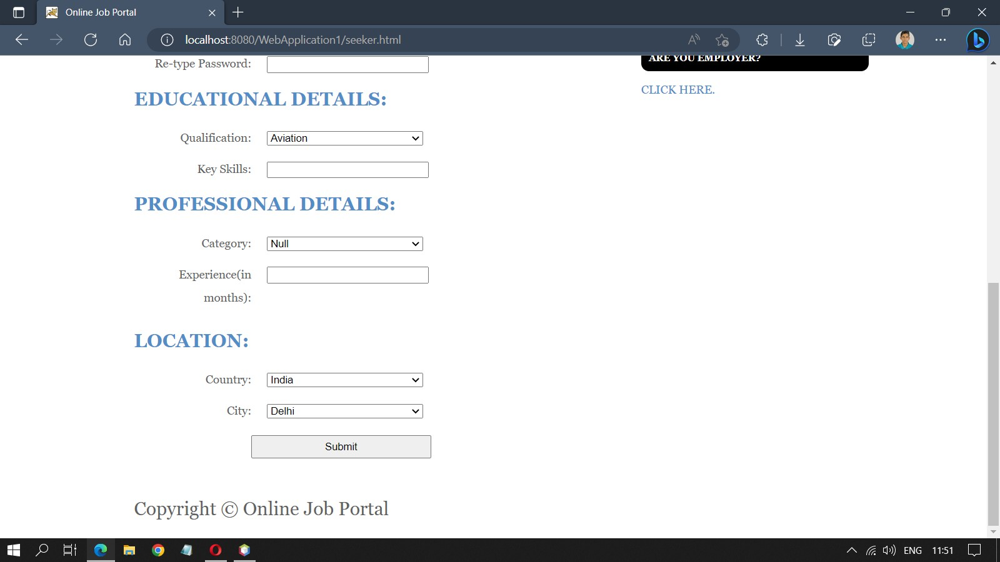 Online Job Portal
localhost:8080/WebApplication1/seeker.html
Re-type Password:
ARE YOU EMPLOYER?
CLICK HERE.
EDUCATIONAL DETAILS:
Qualification: Aviation
Key Skills:
PROFESSIONAL DETAILS:
Category: Null
Experience(in
months):
LOCATION:
Country: India
City: Delhi
Submit
Copyright © Online Job Portal
ENG 11:51